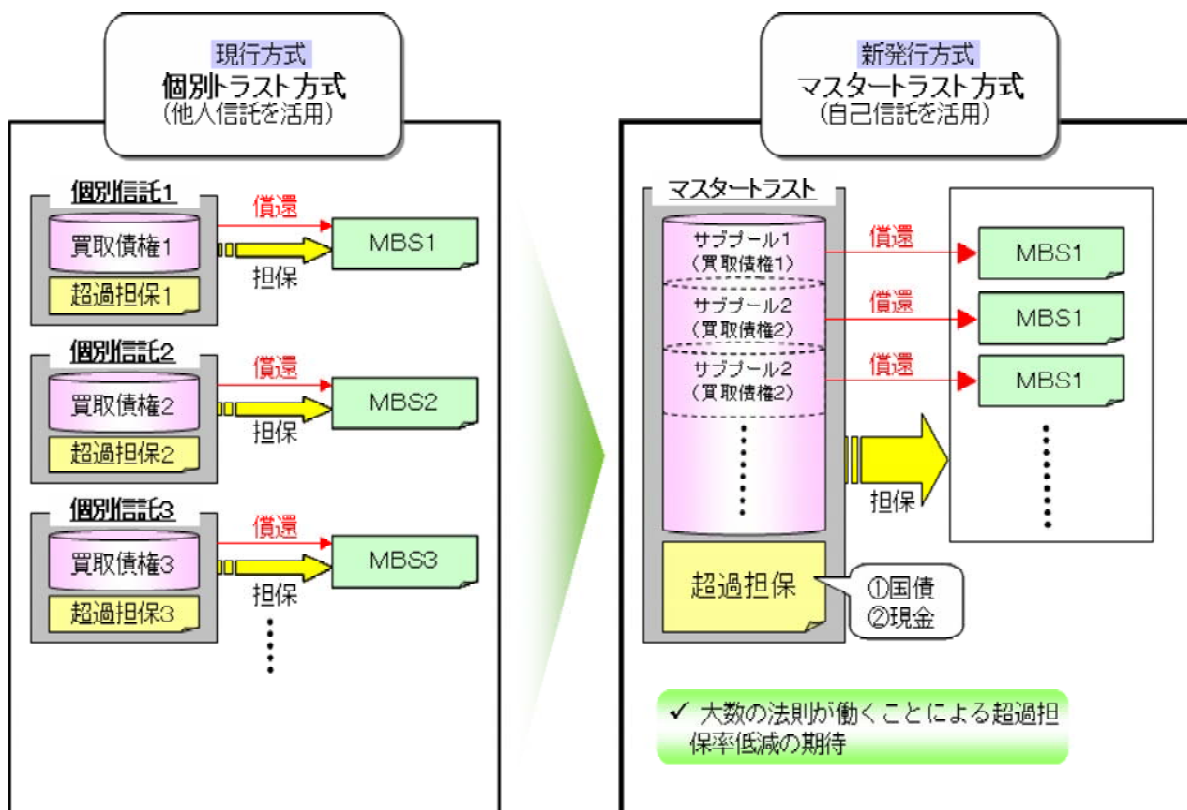 現行方式
個別トラスト方式
(他人信託を活用)
個別信託1
買取債権1
超過担保1
償還
担保
MBS1
個別信託2
買取債権2
超過担保2
償還
担保
MBS2
個別信託3
買取債権3
超過担保3
償還
担保
MBS3
新発行方式
マスタートラスト方式
(自己信託を活用)
マスタートラスト
サブプール1
(買取債権1)
償還
MBS1
サブプール2
(買取債権2)
償還
MBS1
サブプール2
(買取債権2)
償還
MBS1
担保
超過担保
①国債
②現金
✓ 大数の法則が働くことによる超過担
保率低減の期待